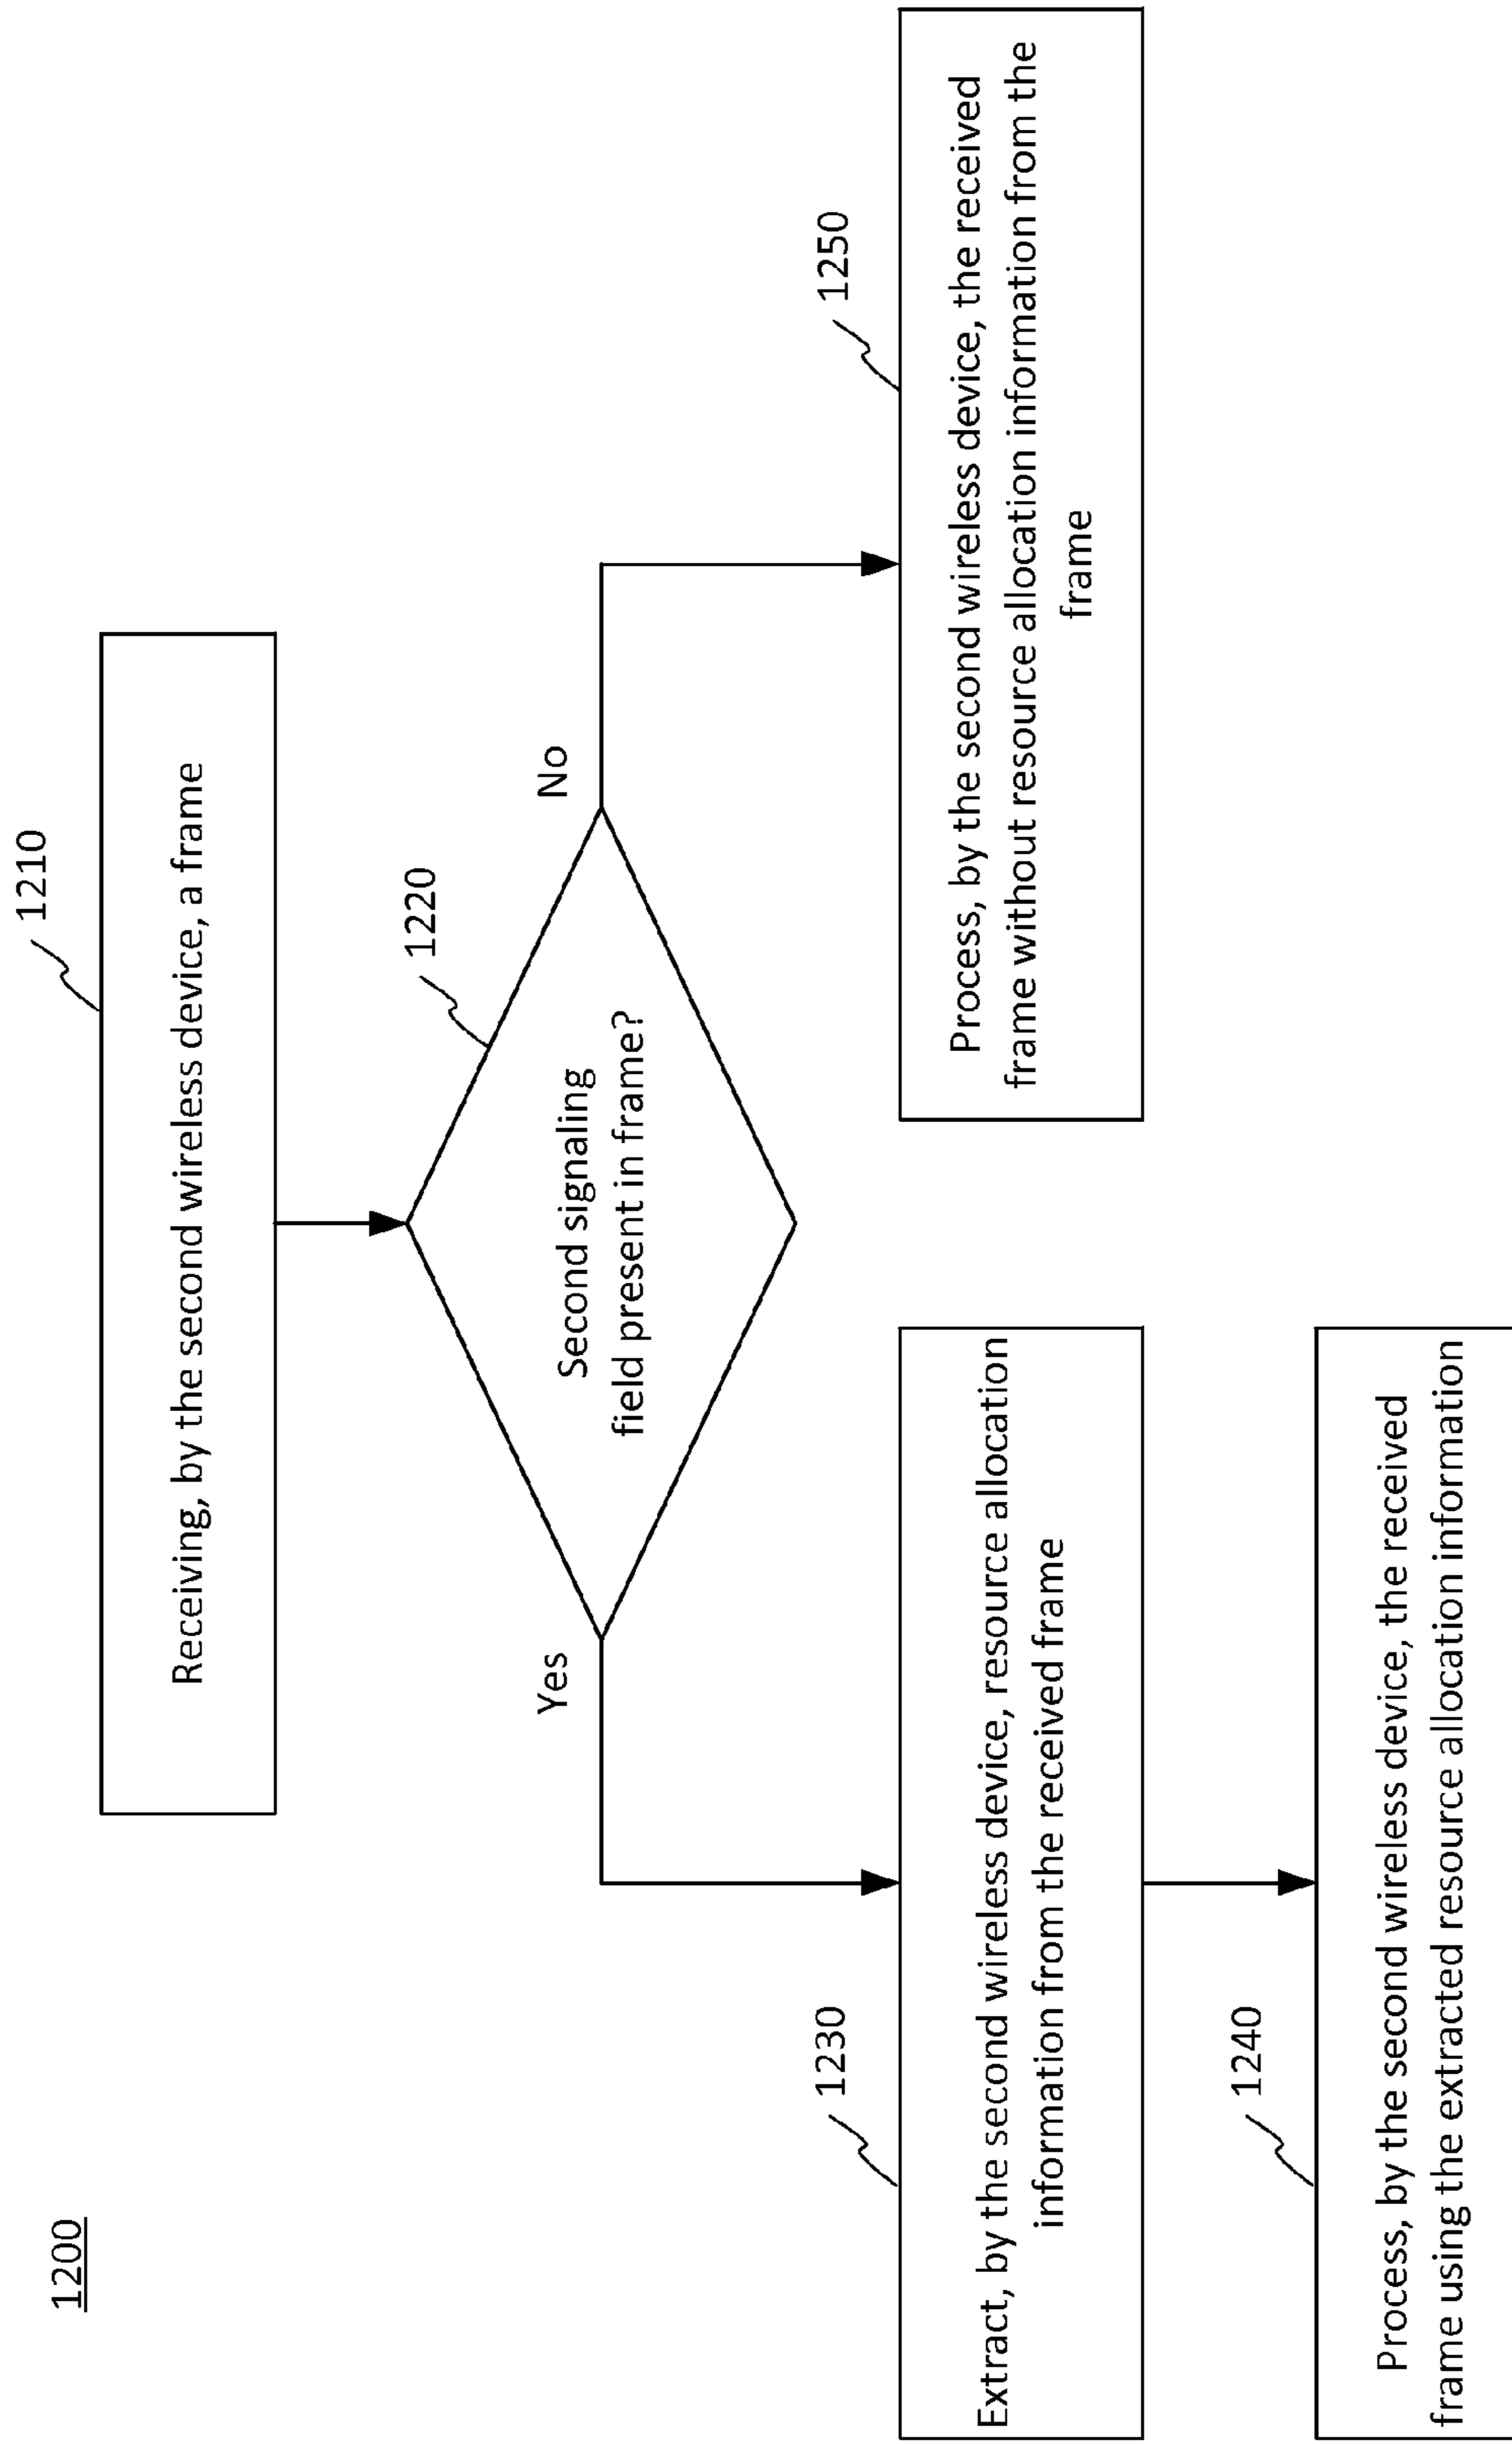 1200
1210
Receiving, by the second wireless device, a frame
1220
Second signaling
field present in frame?
Yes
No
1230
Extract, by the second wireless device, resource allocation
information from the received frame
1250
Process, by the second wireless device, the received
frame without resource allocation information from the
frame
1240
Process, by the second wireless device, the received
frame using the extracted resource allocation information